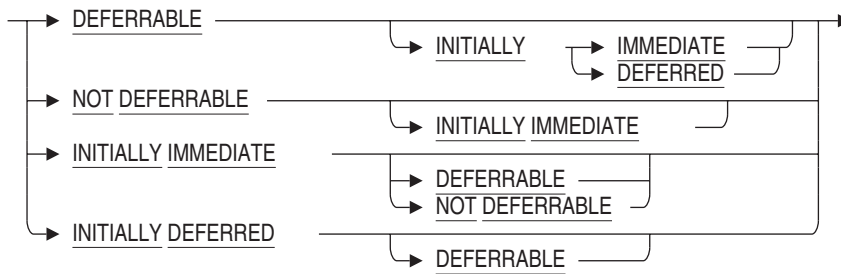 DEFERRABLE
INITIALLY IMMEDIATE
DEFERRED
NOT DEFERRABLE
INITIALLY IMMEDIATE
INITIALLY IMMEDIATE
DEFERRABLE
NOT DEFERRABLE
INITIALLY DEFERRED
DEFERRABLE